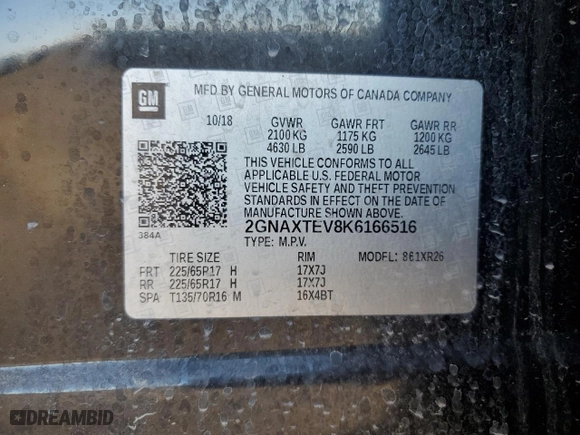 GM
MFD BY GENERAL MOTORS OF CANADA COMPANY
10/18 GVWR GAWR FRT GAWR RR
2100 KG 1175 KG 1200 KG
4630 LB 2590 LB 2645 LB
THIS VEHICLE CONFORMS TO ALL
APPLICABLE U.S. FEDERAL MOTOR
VEHICLE SAFETY AND THEFT PREVENTION
STANDARDS IN EFFECT ON THE DATE OF
MANUFACTURE SHOWN ABOVE.
384A
2GNAXTEV8K6166516
TYPE: M.P.V. MODEL: 861XR26
TIRE SIZE RIM
FRT 225/65R17 H 17X7J
RR 225/65R17 H 17X7J
SPA T135/70R16 M 16X4BT
DREAMBID